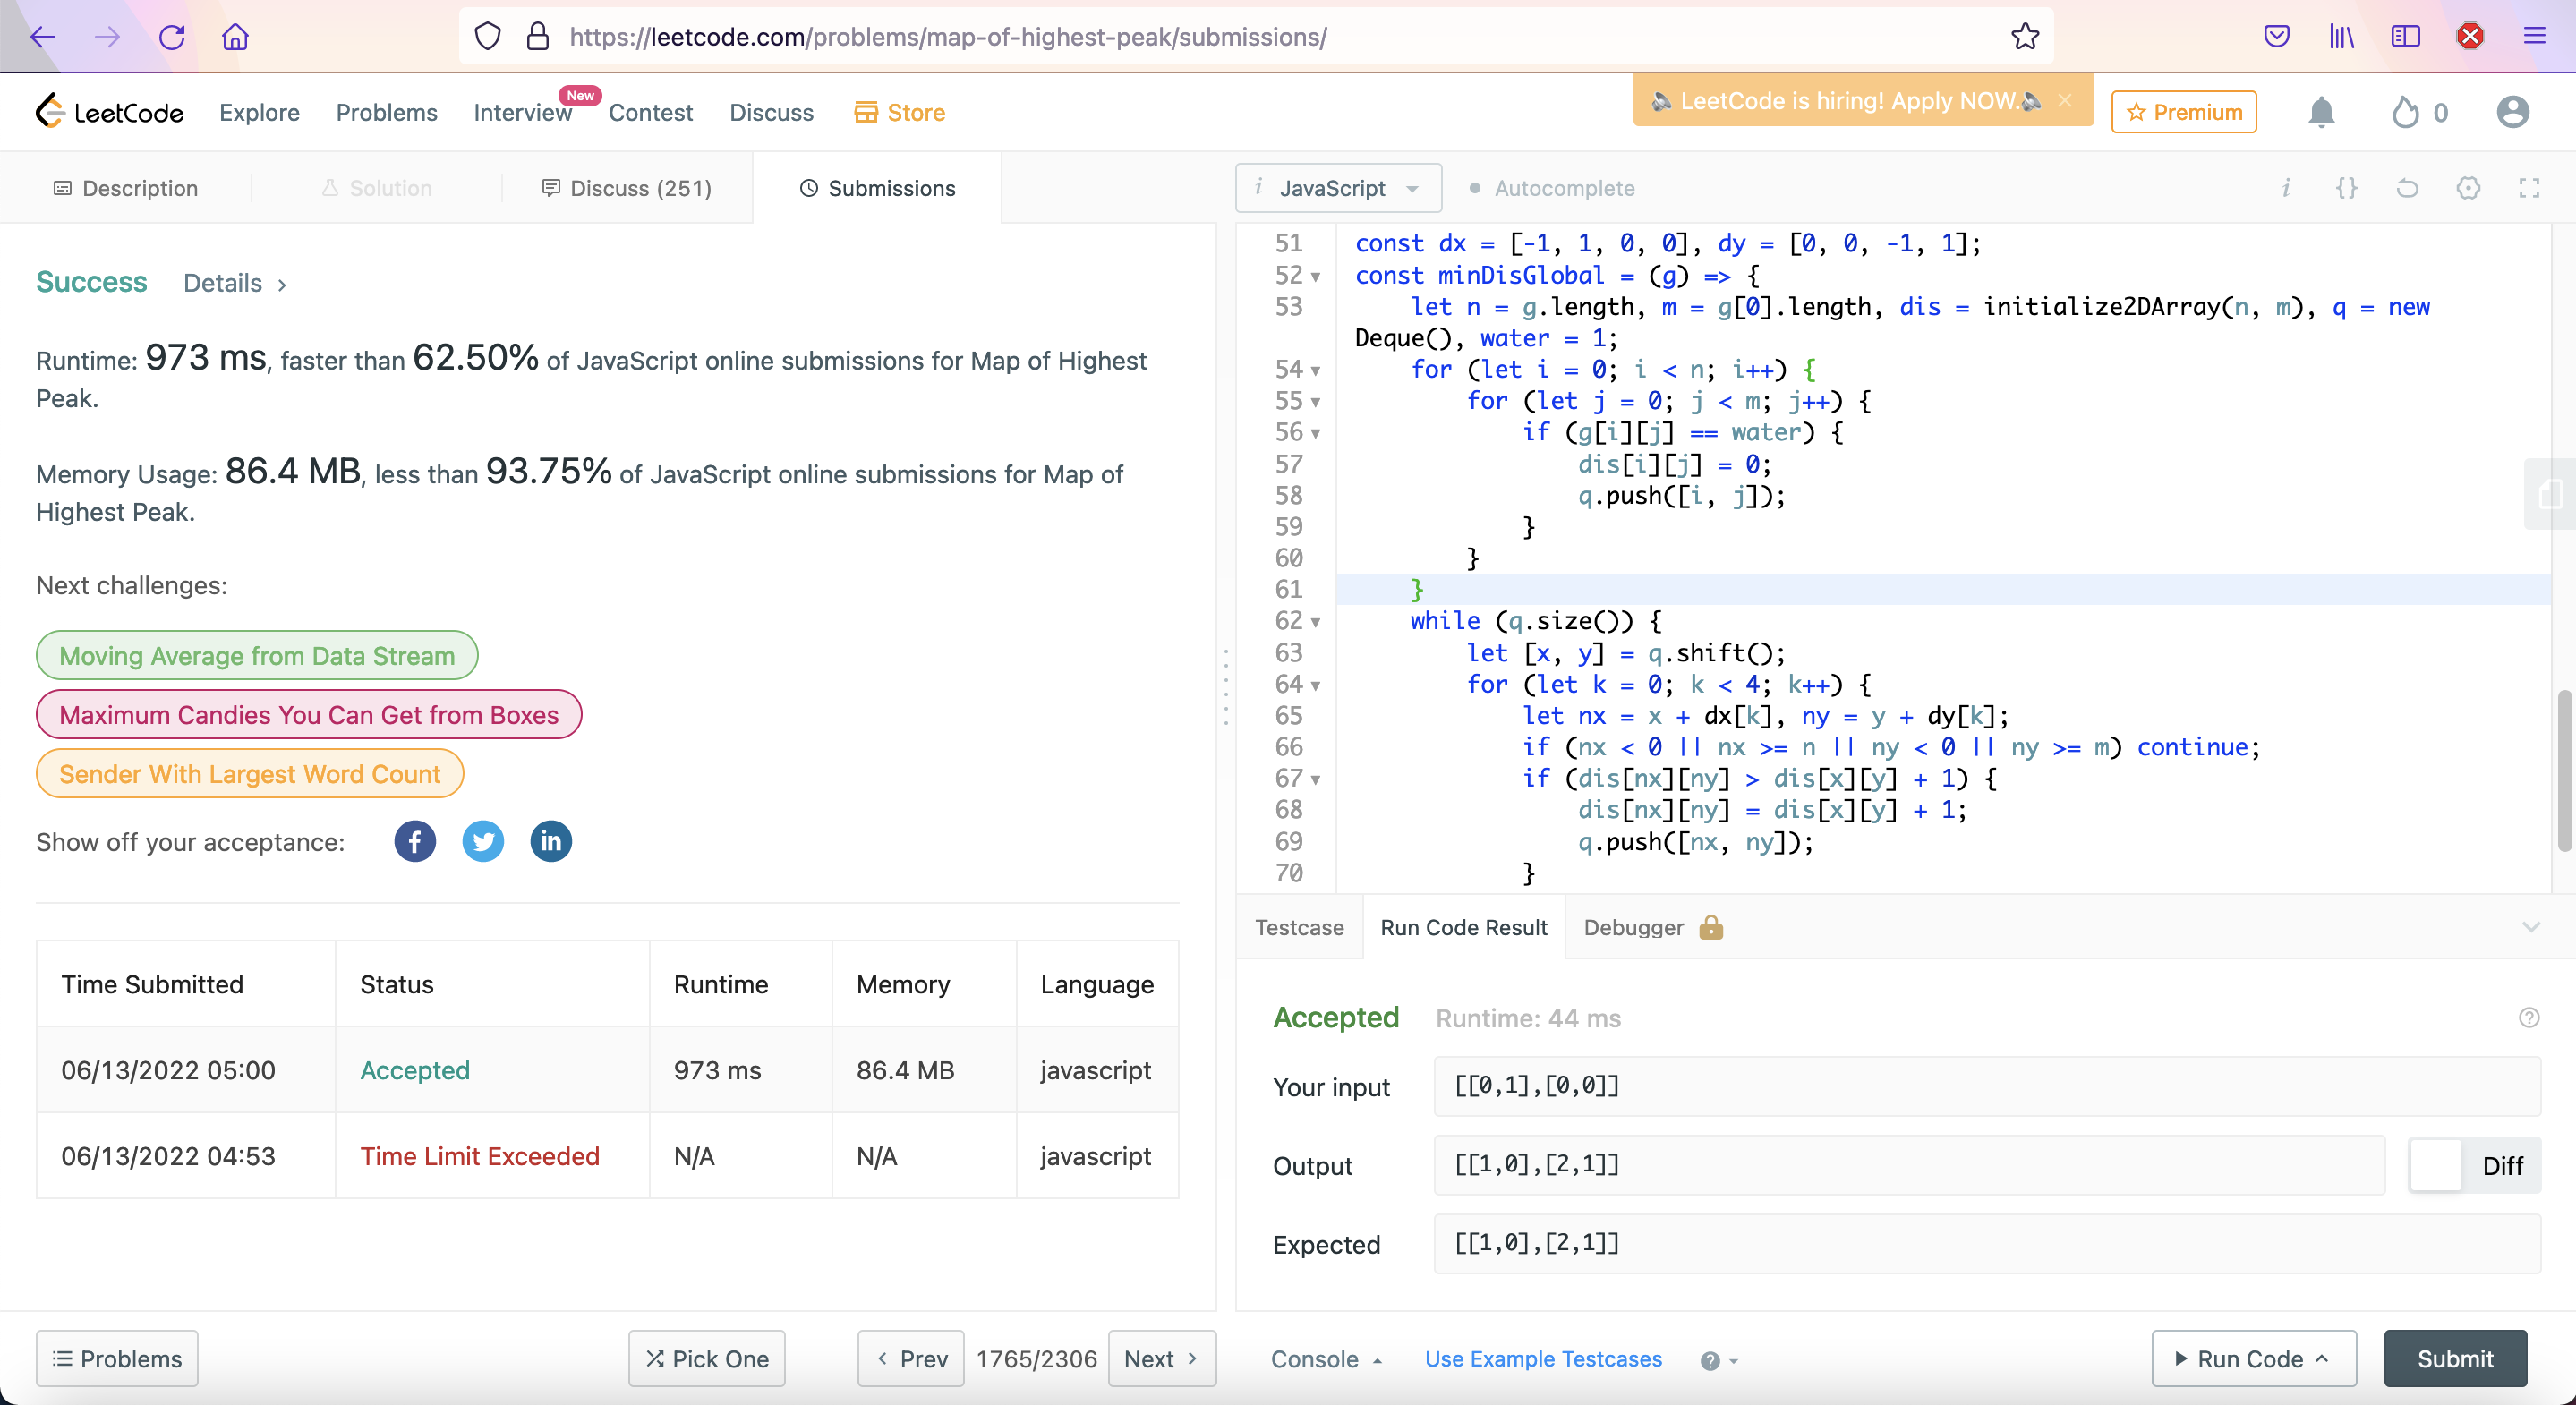 https://leetcode.com/problems/map-of-highest-peak/submissions/
LeetCode
Explore
Problems
Interview
New
Contest
Discuss
Store
LeetCode is hiring! Apply NOW.
Premium
0
Description
Solution
Discuss (251)
Submissions
i JavaScript
Autocomplete
Success
Details
Runtime: 973 ms, faster than 62.50% of JavaScript online submissions for Map of Highest
Peak.
Memory Usage: 86.4 MB, less than 93.75% of JavaScript online submissions for Map of
Highest Peak.
Next challenges:
Moving Average from Data Stream
Maximum Candies You Can Get from Boxes
Sender With Largest Word Count
Show off your acceptance:
Time Submitted Status Runtime Memory Language
06/13/2022 05:00 Accepted 973 ms 86.4 MB javascript
06/13/2022 04:53 Time Limit Exceeded N/A N/A javascript
51 const dx = [-1, 1, 0, 0], dy = [0, 0, -1, 1];
52 const minDisGlobal = (g) => {
53 let n = g.length, m = g[0].length, dis = initialize2DArray(n, m), q = new
Deque(), water = 1;
54 for (let i = 0; i < n; i++) {
55 for (let j = 0; j < m; j++) {
56 if (g[i][j] == water) {
57 dis[i][j] = 0;
58 q.push([i, j]);
59 }
60 }
61 }
62 while (q.size()) {
63 let [x, y] = q.shift();
64 for (let k = 0; k < 4; k++) {
65 let nx = x + dx[k], ny = y + dy[k];
66 if (nx < 0 || nx >= n || ny < 0 || ny >= m) continue;
67 if (dis[nx][ny] > dis[x][y] + 1) {
68 dis[nx][ny] = dis[x][y] + 1;
69 q.push([nx, ny]);
70 }
Testcase
Run Code Result
Debugger
Accepted
Runtime: 44 ms
Your input
[[0,1],[0,0]]
Output
[[1,0],[2,1]]
Diff
Expected
[[1,0],[2,1]]
Problems
Pick One
Prev
1765/2306
Next
Console
Use Example Testcases
Run Code
Submit